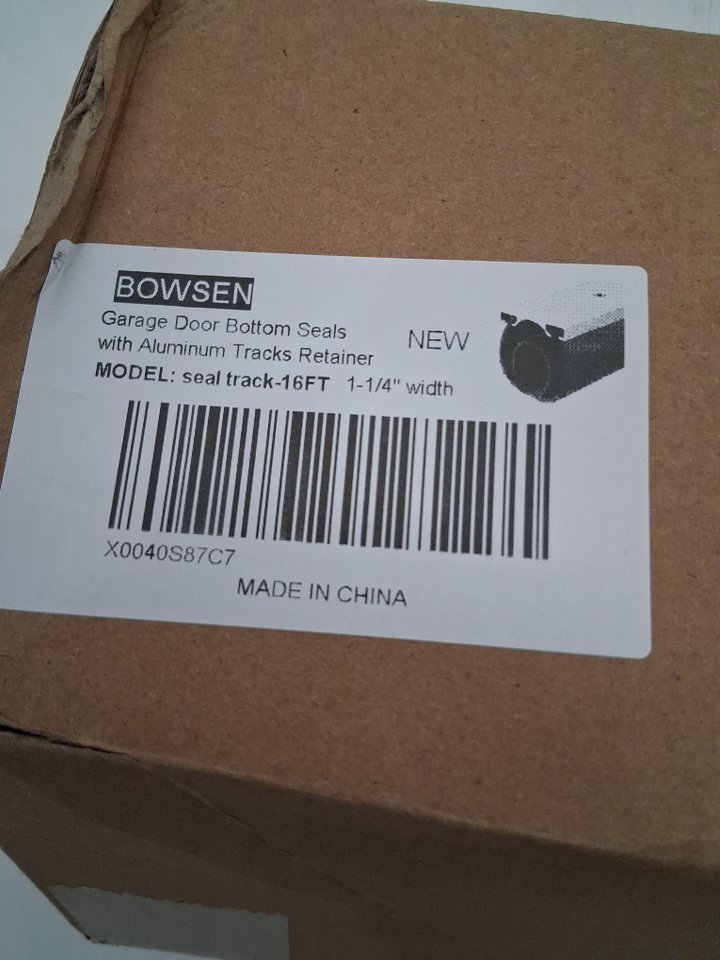 BOWSEN
Garage Door Bottom Seals
with Aluminum Tracks Retainer
NEW
MODEL: seal track-16FT 1-1/4" width
X0040S87C7
MADE IN CHINA